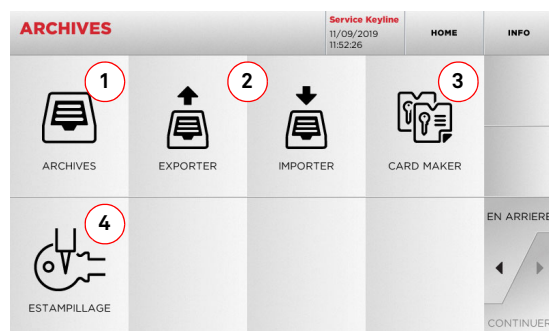 ARCHIVES
Service Keyline
11/09/2019
11:52:26
HOME
INFO
1
2
3
ARCHIVES
EXPORTER
IMPORTER
CARD MAKER
4
EN ARRIERE
ESTAMPILLAGE
CONTINUER